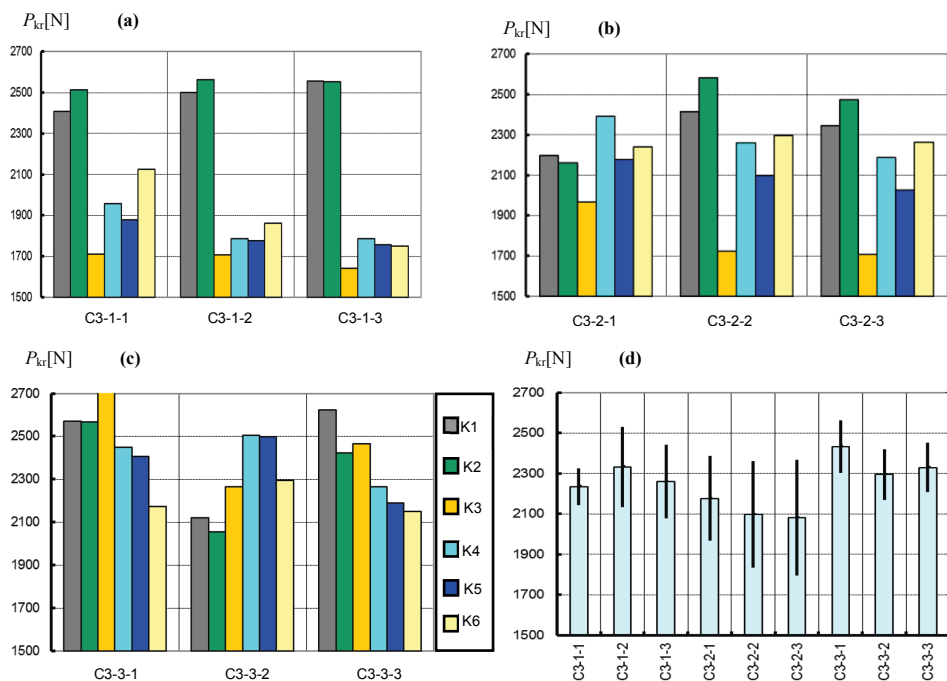 P_kr[N] (a)
2700
2500
2300
2100
1900
1700
1500
C3-1-1 C3-1-2 C3-1-3
P_kr[N] (b)
2700
2500
2300
2100
1900
1700
1500
C3-2-1 C3-2-2 C3-2-3
P_kr[N] (c)
2700
2500
2300
2100
1900
1700
1500
C3-3-1 C3-3-2 C3-3-3
K1
K2
K3
K4
K5
K6
P_kr[N] (d)
2700
2500
2300
2100
1900
1700
1500
C3-1-1
C3-1-2
C3-1-3
C3-2-1
C3-2-2
C3-2-3
C3-3-1
C3-3-2
C3-3-3